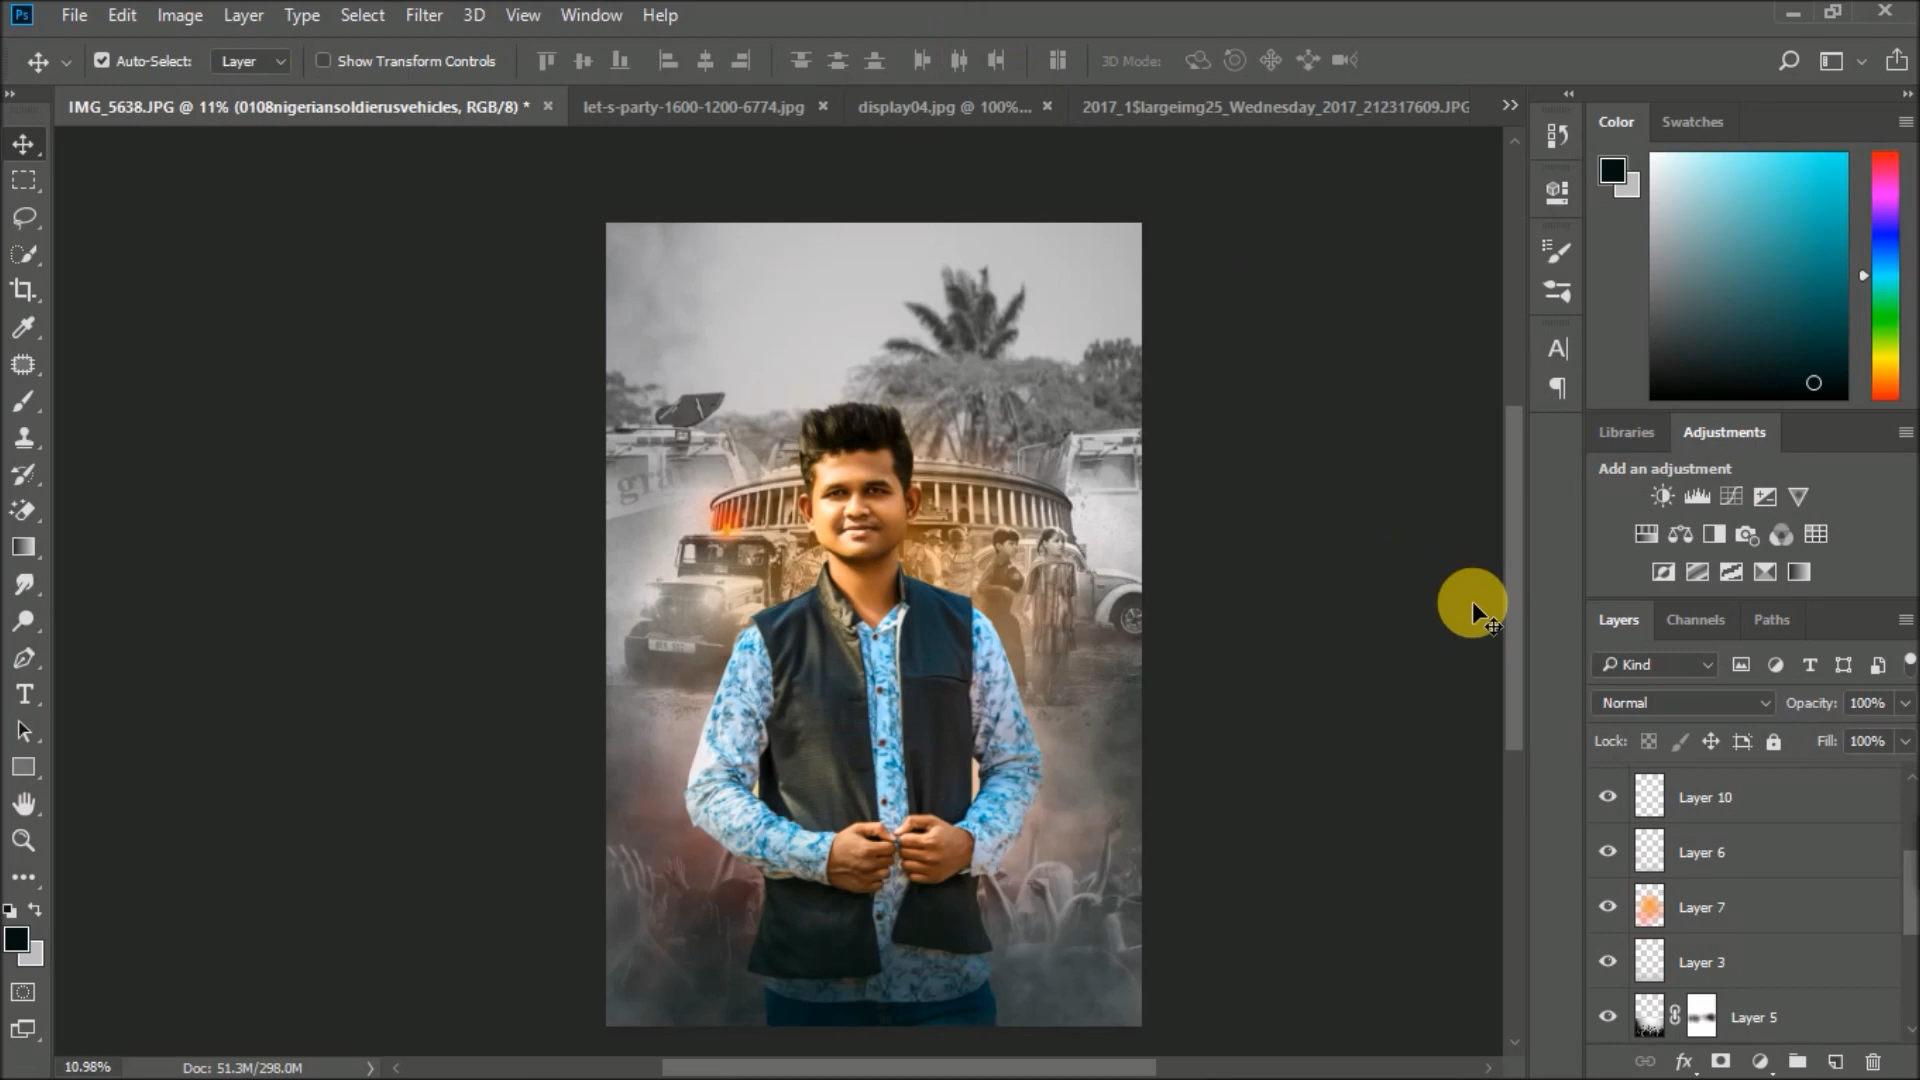 Ps File Edit Image Layer Type Select Filter 3D View Window Help
Auto-Select: Layer Show Transform Controls 3D Mode:
IMG_5638.JPG @ 11% (0108nigeriansoldierusvehicles, RGB/8) * let-s-party-1600-1200-6774.jpg display04.jpg @ 100%... 2017_1$largeimg25_Wednesday_2017_212317609.JPG
Color Swatches
Libraries Adjustments
Add an adjustment
Layers Channels Paths
Kind
Normal Opacity: 100%
Lock: Fill: 100%
Layer 10
Layer 6
Layer 7
Layer 3
Layer 5
10.98% Doc: 51.3M/298.0M